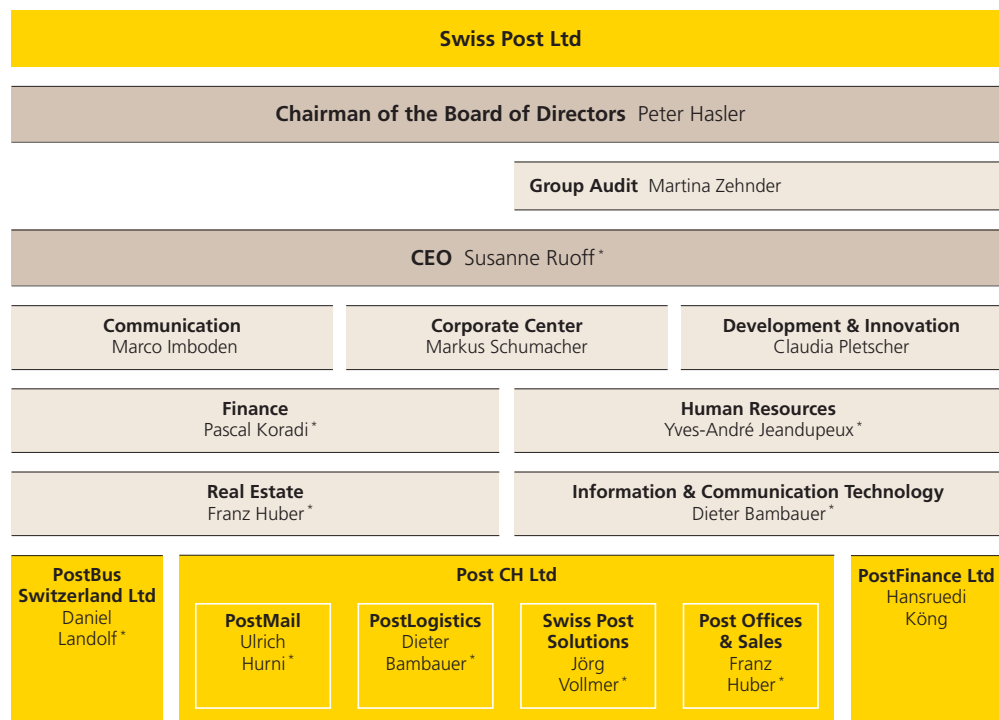 Swiss Post Ltd
Chairman of the Board of Directors Peter Hasler
Group Audit Martina Zehnder
CEO Susanne Ruoff *
Communication
Marco Imboden
Corporate Center
Markus Schumacher
Development & Innovation
Claudia Pletscher
Finance
Pascal Koradi *
Human Resources
Yves-André Jeandupeux *
Real Estate
Franz Huber *
Information & Communication Technology
Dieter Bambauer *
PostBus
Switzerland Ltd
Daniel
Landolf *
Post CH Ltd
PostMail
Ulrich
Hurni *
PostLogistics
Dieter
Bambauer *
Swiss Post
Solutions
Jörg
Vollmer *
Post Offices
& Sales
Franz
Huber *
PostFinance Ltd
Hansruedi
Köng